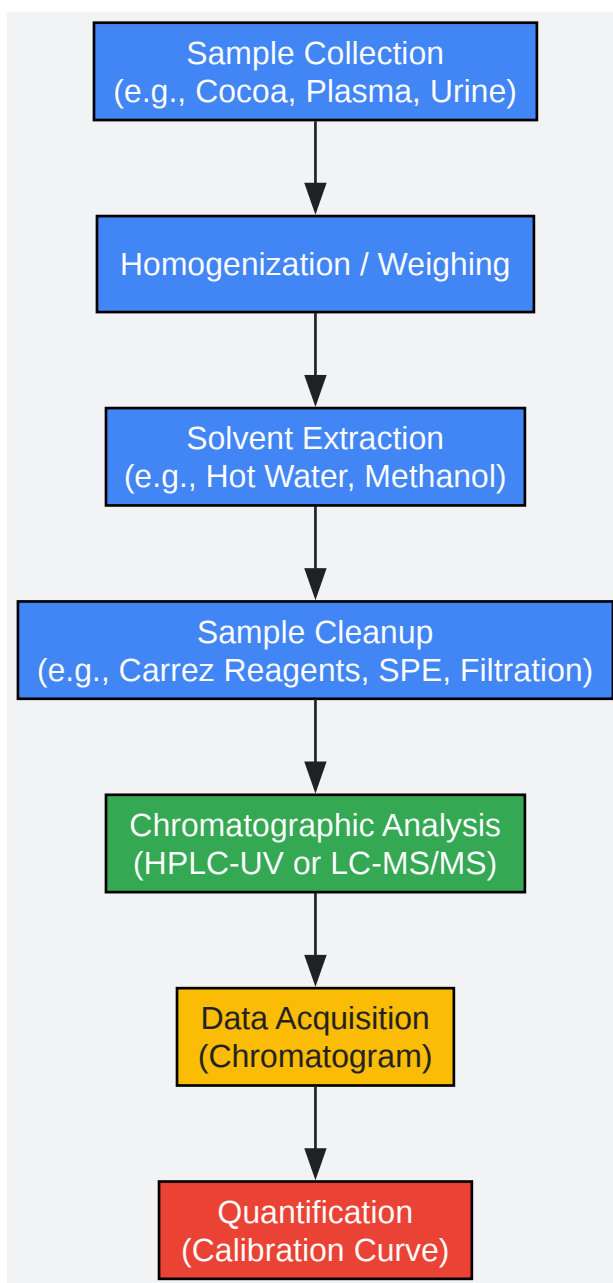 Sample Collection
(e.g., Cocoa, Plasma, Urine)
Homogenization / Weighing
Solvent Extraction
(e.g., Hot Water, Methanol)
Sample Cleanup
(e.g., Carrez Reagents, SPE, Filtration)
Chromatographic Analysis
(HPLC-UV or LC-MS/MS)
Data Acquisition
(Chromatogram)
Quantification
(Calibration Curve)